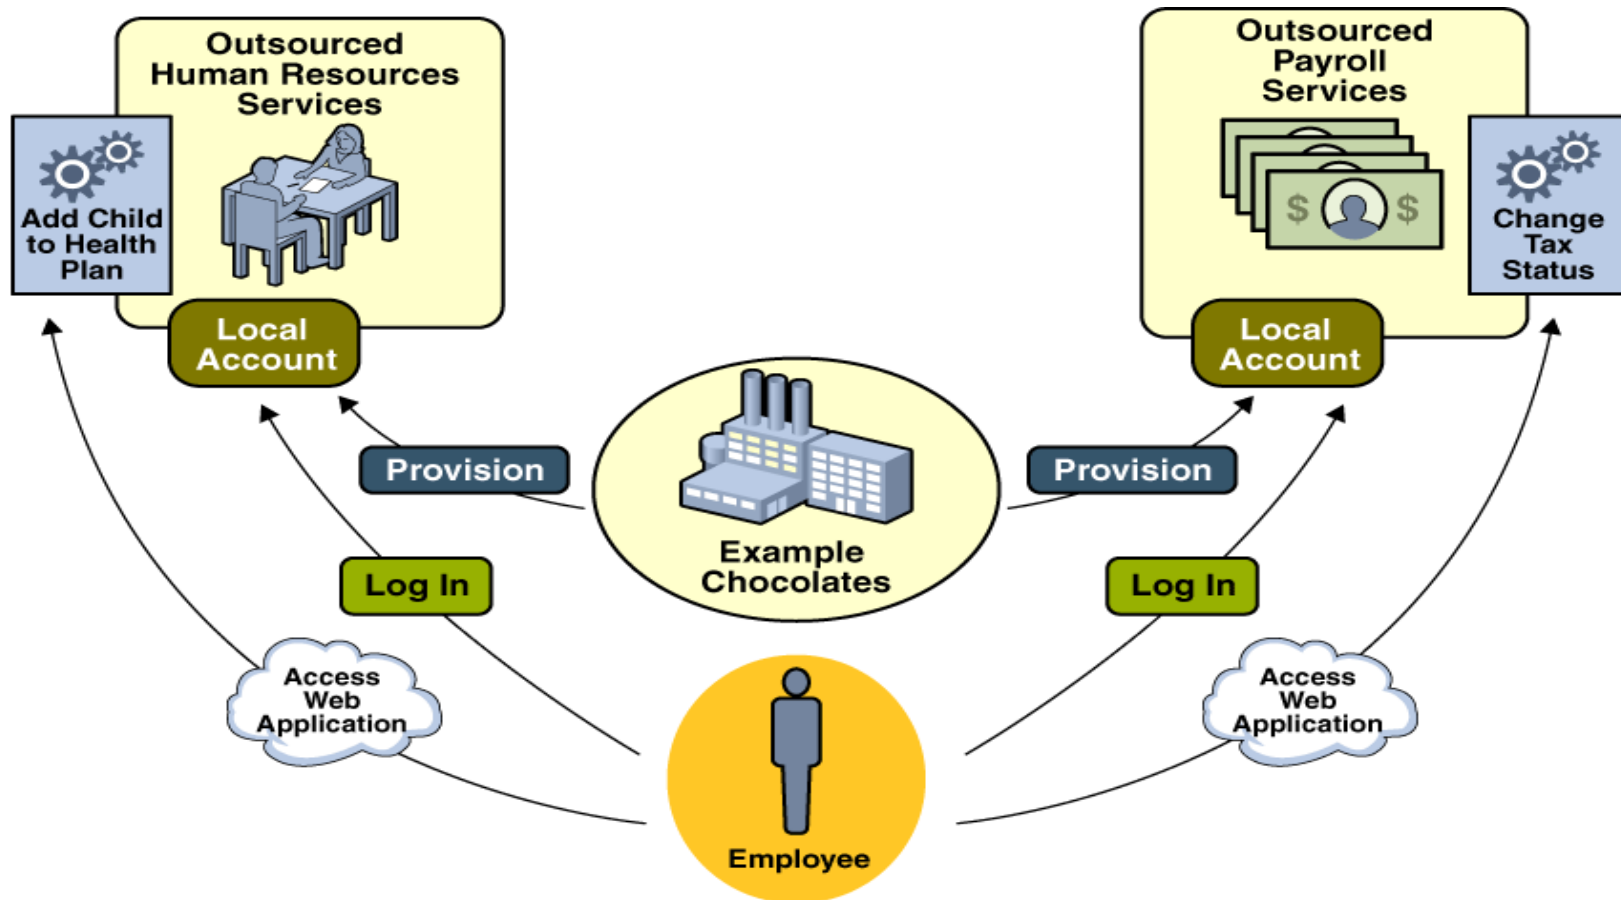 Outsourced
Human Resources
Services
Add Child
to Health
Plan
Local
Account
Outsourced
Payroll
Services
$ $
Change
Tax
Status
Local
Account
Provision
Provision
Example
Chocolates
Log In
Log In
Access
Web
Application
Access
Web
Application
Employee